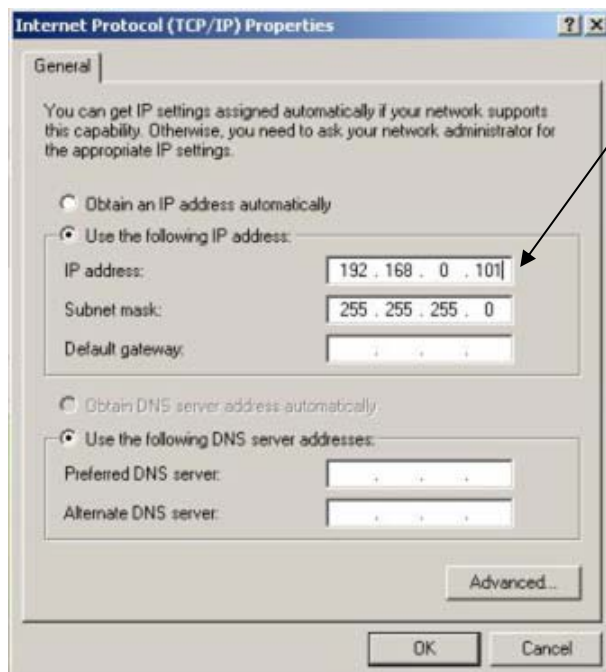 Internet Protocol (TCP/IP) Properties
General
You can get IP settings assigned automatically if your network supports
this capability. Otherwise, you need to ask your network administrator for
the appropriate IP settings.
Obtain an IP address automatically
Use the following IP address:
IP address: 192 . 168 . 0 . 101
Subnet mask: 255 . 255 . 255 . 0
Default gateway: . . .
Obtain DNS server address automatically
Use the following DNS server addresses:
Preferred DNS server: . . .
Alternate DNS server: . . .
Advanced...
OK Cancel